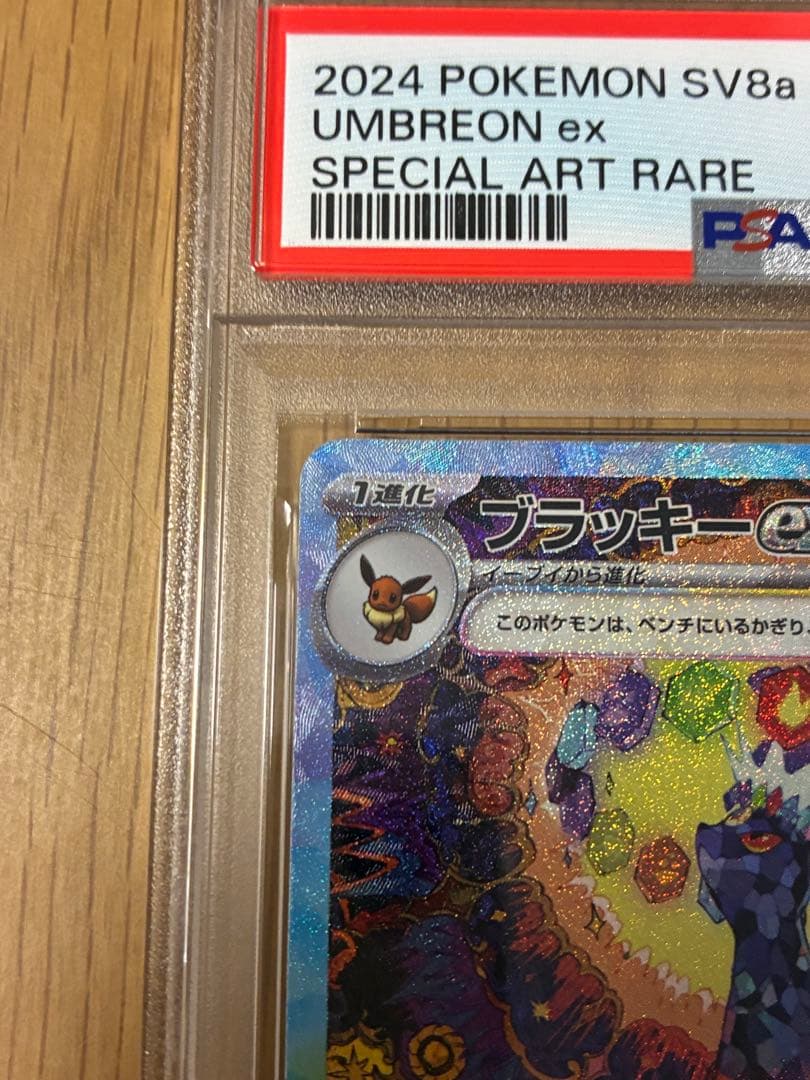 2024 POKEMON SV8a
UMBREON ex
SPECIAL ART RARE
PSA
1進化
ブラッキーex
イーブイから進化
このポケモンは、ベンチにいるかぎり、